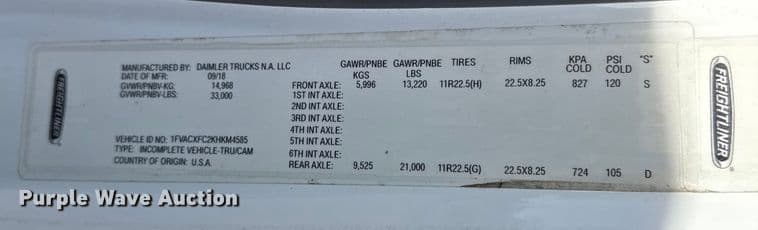 FREIGHTLINER
MANUFACTURED BY: DAIMLER TRUCKS N.A. LLC
DATE OF MFR: 09/18
GVWR/PNBV-KG: 14,968
GVWR/PNBV-LBS: 33,000
VEHICLE ID NO: 1FVACXFC2KHKM4585
TYPE: INCOMPLETE VEHICLE-TRU/CAM
COUNTRY OF ORIGIN: U.S.A.
GAWR/PNBE KGS GAWR/PNBE LBS TIRES RIMS KPA COLD PSI COLD "S"
FRONT AXLE: 5,996 13,220 11R22.5(H) 22.5X8.25 827 120 S
1ST INT AXLE:
2ND INT AXLE:
3RD INT AXLE:
4TH INT AXLE:
5TH INT AXLE:
6TH INT AXLE:
REAR AXLE: 9,525 21,000 11R22.5(G) 22.5X8.25 724 105 D
FREIGHTLINER
Purple Wave Auction